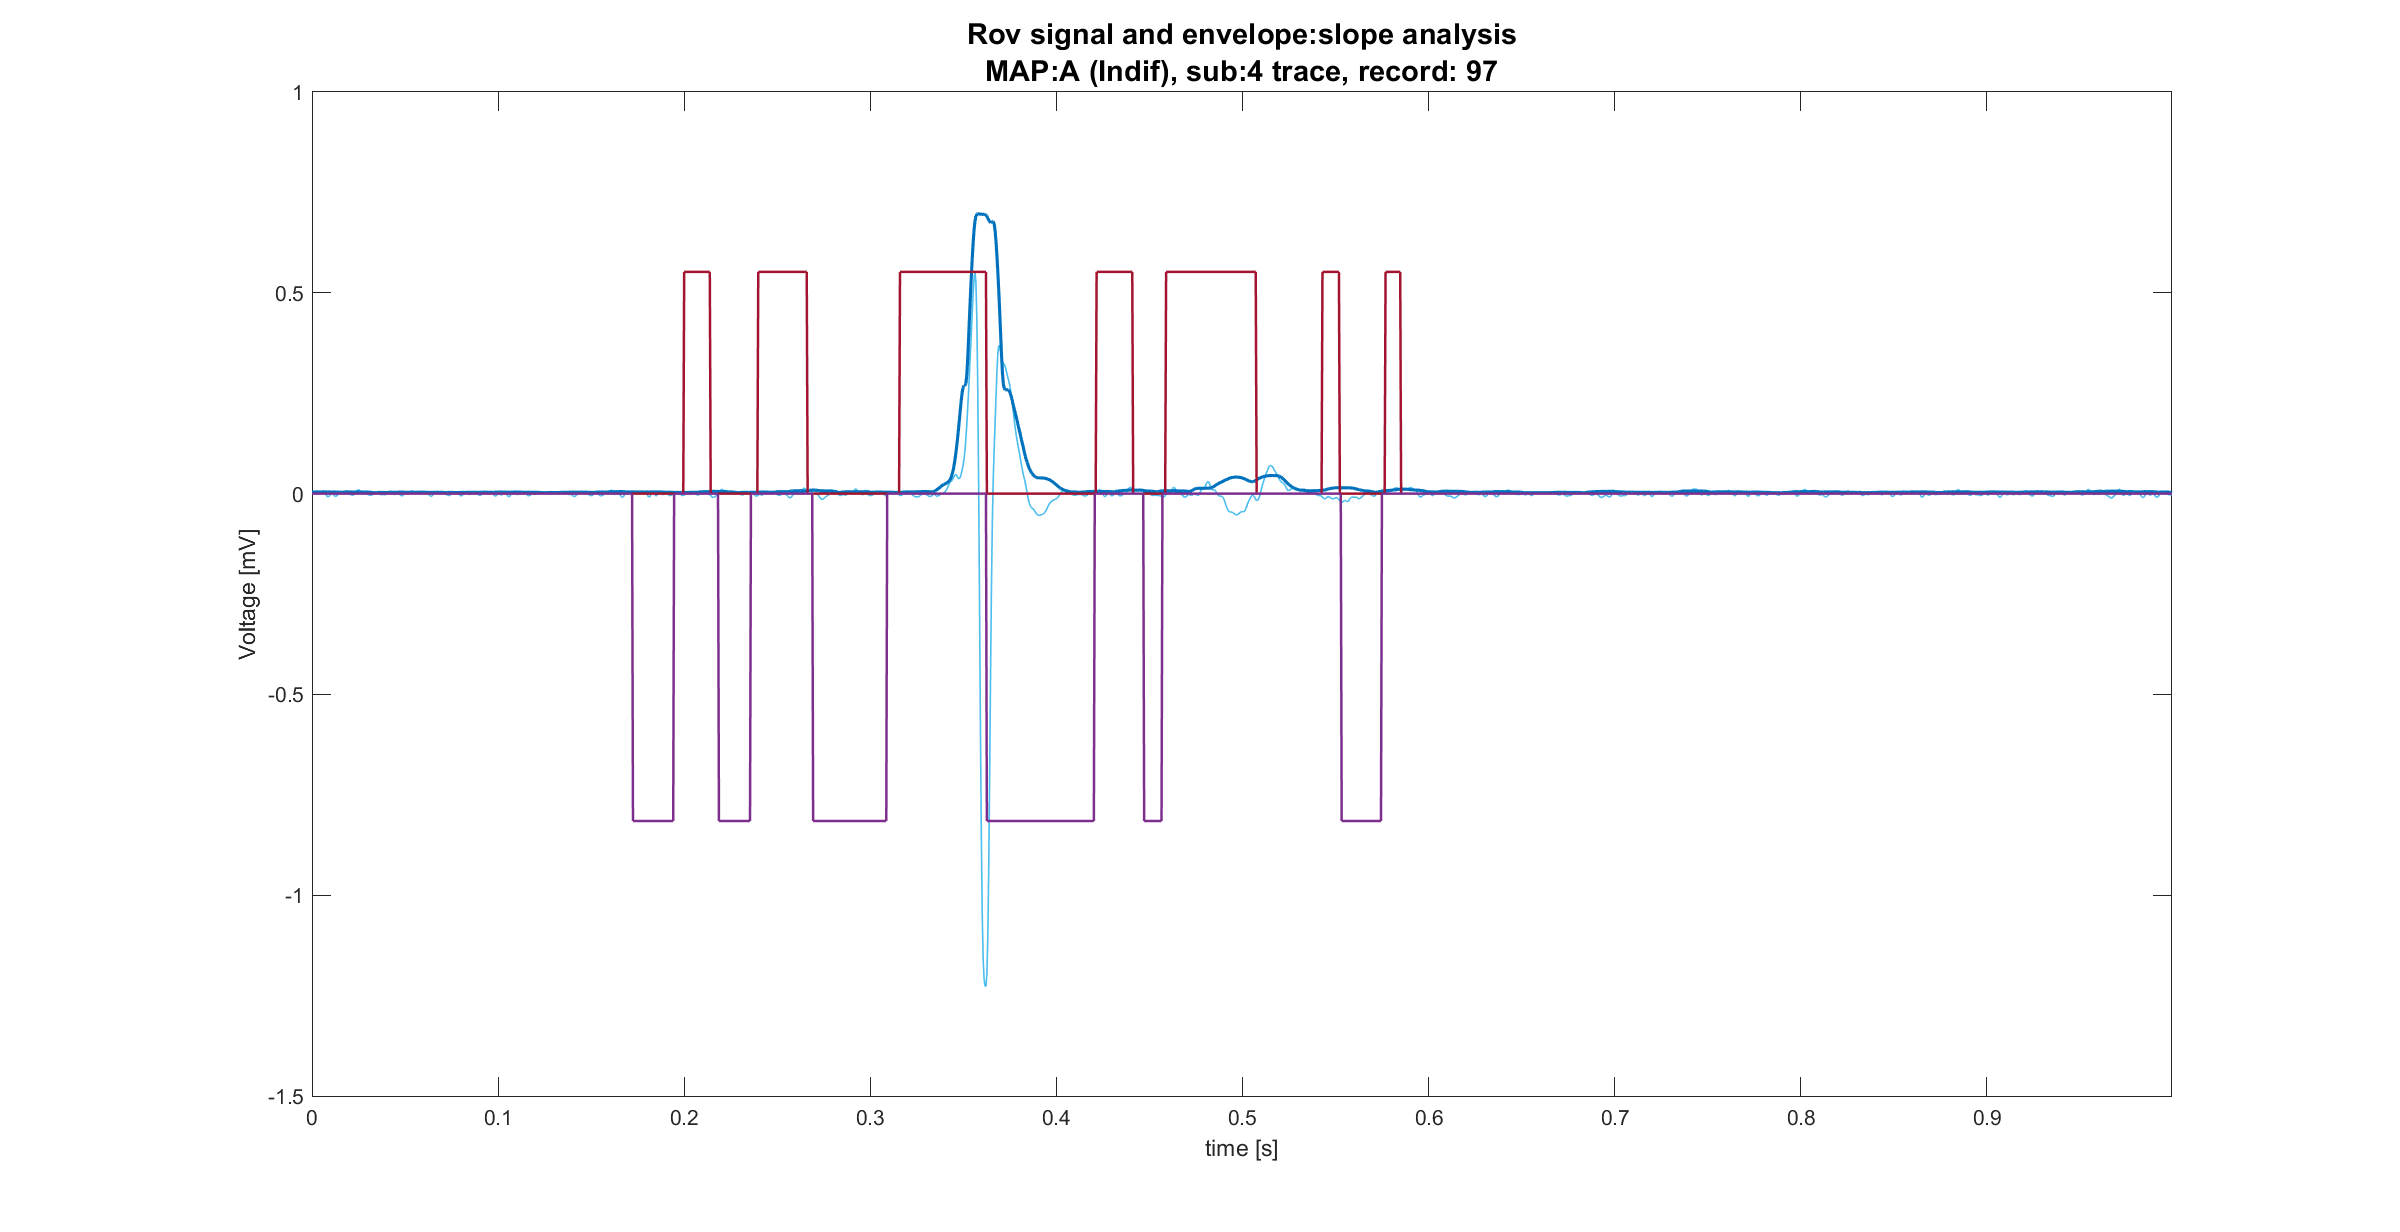 Rov signal and envelope:slope analysis
MAP:A (Indif), sub:4 trace, record: 97
1
0.5
0
-0.5
-1
-1.5
Voltage [mV]
0 0.1 0.2 0.3 0.4 0.5 0.6 0.7 0.8 0.9
time [s]